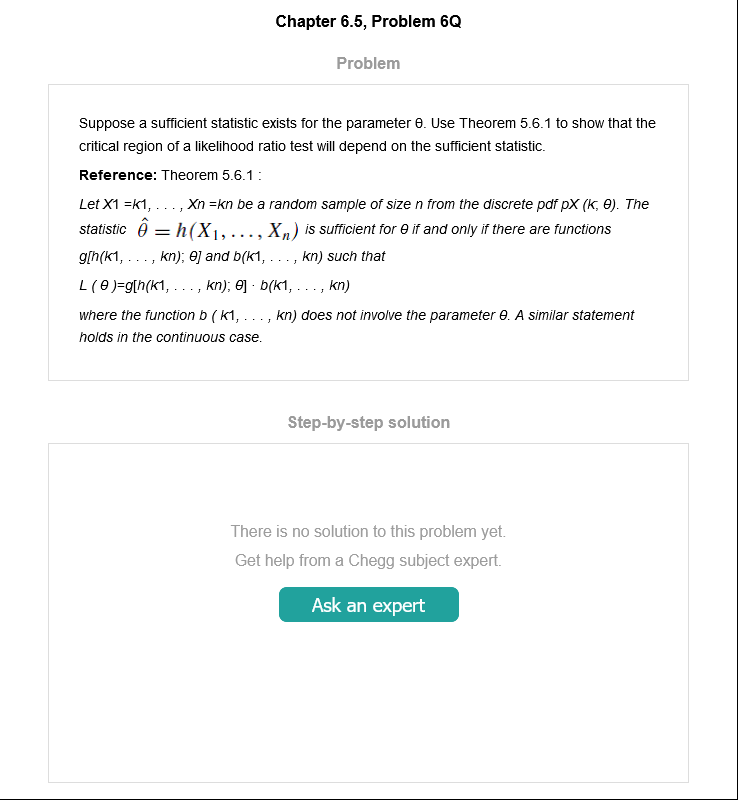 Chapter 6.5, Problem 6Q
Problem
Suppose a sufficient statistic exists for the parameter θ. Use Theorem 5.6.1 to show that the
critical region of a likelihood ratio test will depend on the sufficient statistic.
Reference: Theorem 5.6.1 :
Let X1 =k1, . . . , Xn =kn be a random sample of size n from the discrete pdf pX (k; θ). The
statistic θ̂ = h(X₁, . . . , Xₙ) is sufficient for θ if and only if there are functions
g[h(k1, . . . , kn); θ] and b(k1, . . . , kn) such that
L ( θ )=g[h(k1, . . . , kn); θ] · b(k1, . . . , kn)
where the function b ( k1, . . . , kn) does not involve the parameter θ. A similar statement
holds in the continuous case.
Step-by-step solution
There is no solution to this problem yet.
Get help from a Chegg subject expert.
Ask an expert